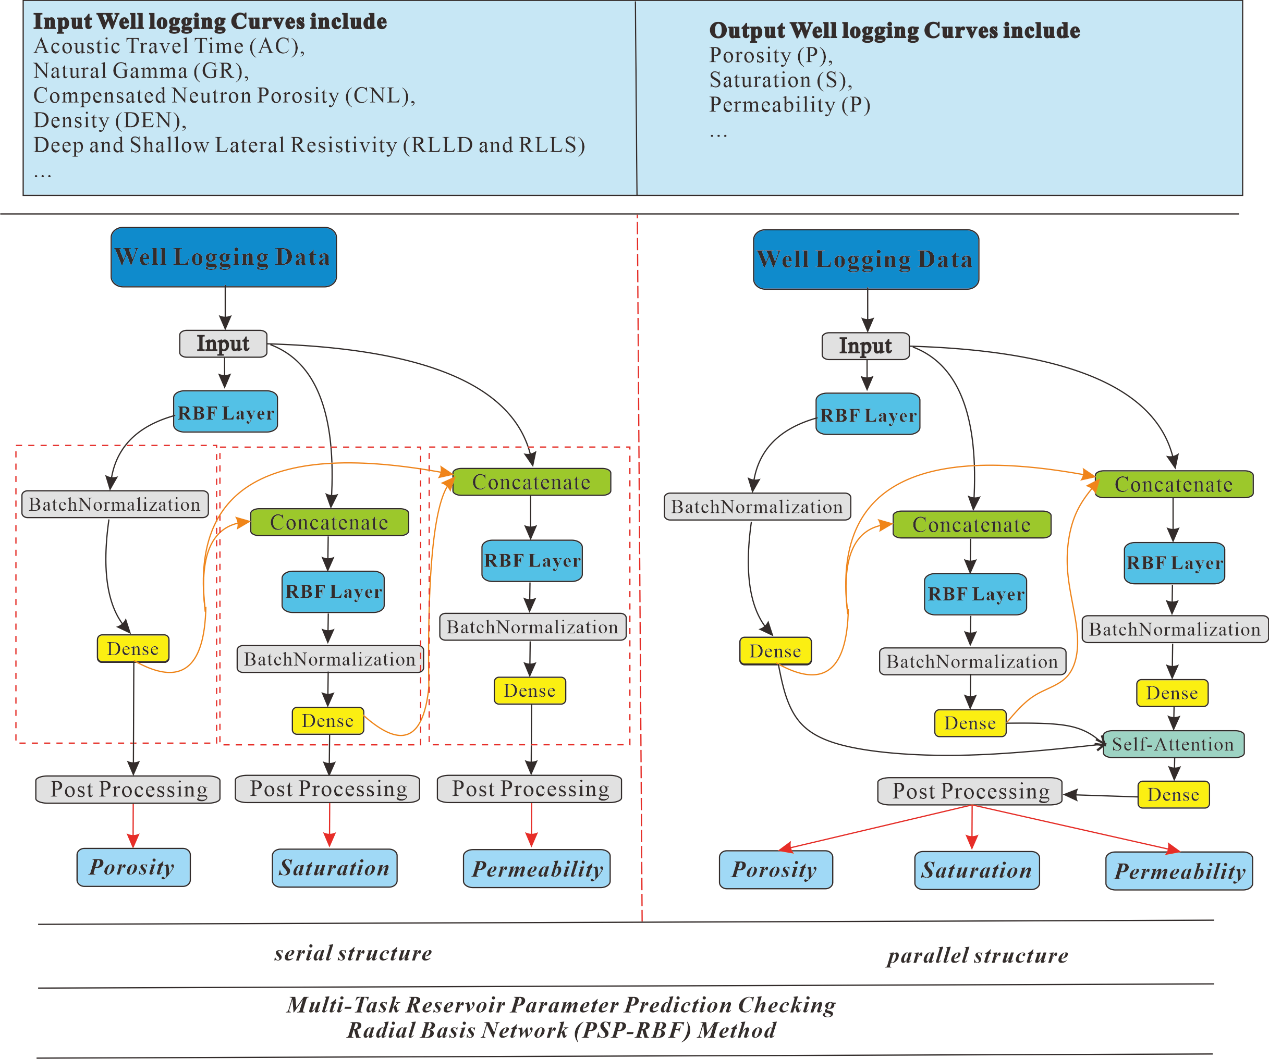 Input Well logging Curves include
Acoustic Travel Time (AC),
Natural Gamma (GR),
Compensated Neutron Porosity (CNL),
Density (DEN),
Deep and Shallow Lateral Resistivity (RLLD and RLLS)
...
Output Well logging Curves include
Porosity (P),
Saturation (S),
Permeability (P)
...
Well Logging Data
Input
RBF Layer
BatchNormalization
Dense
Concatenate
RBF Layer
BatchNormalization
Dense
Concatenate
RBF Layer
BatchNormalization
Dense
Post Processing
Post Processing
Post Processing
Porosity
Saturation
Permeability
Well Logging Data
Input
RBF Layer
BatchNormalization
Dense
Concatenate
RBF Layer
BatchNormalization
Dense
Concatenate
RBF Layer
BatchNormalization
Dense
Self-Attention
Dense
Post Processing
Porosity
Saturation
Permeability
serial structure
parallel structure
Multi-Task Reservoir Parameter Prediction Checking
Radial Basis Network (PSP-RBF) Method